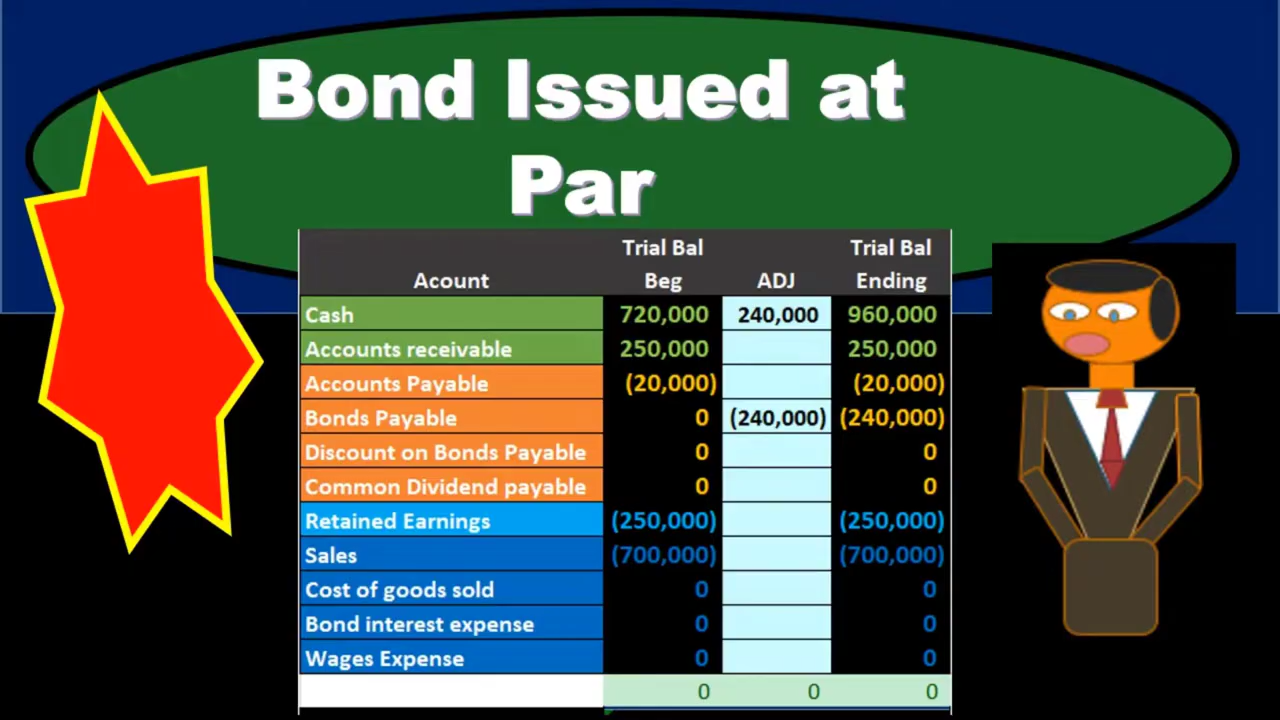 Bond Issued at
Par
Trial Bal Trial Bal
Acount Beg ADJ Ending
Cash 720,000 240,000 960,000
Accounts receivable 250,000 250,000
Accounts Payable (20,000) (20,000)
Bonds Payable 0 (240,000) (240,000)
Discount on Bonds Payable 0 0
Common Dividend payable 0 0
Retained Earnings (250,000) (250,000)
Sales (700,000) (700,000)
Cost of goods sold 0 0
Bond interest expense 0 0
Wages Expense 0 0
0 0 0